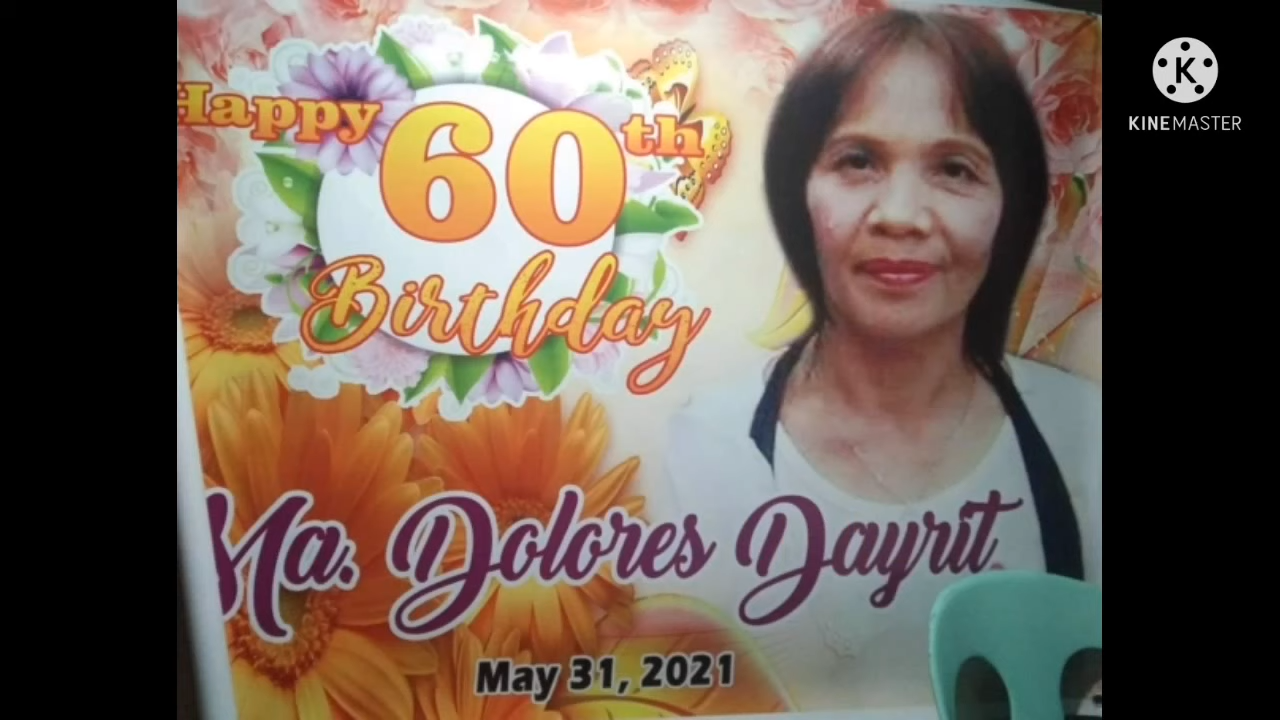 Happy 60th
Birthday
Ma. Dolores Dayrit
May 31, 2021
K
KINEMASTER